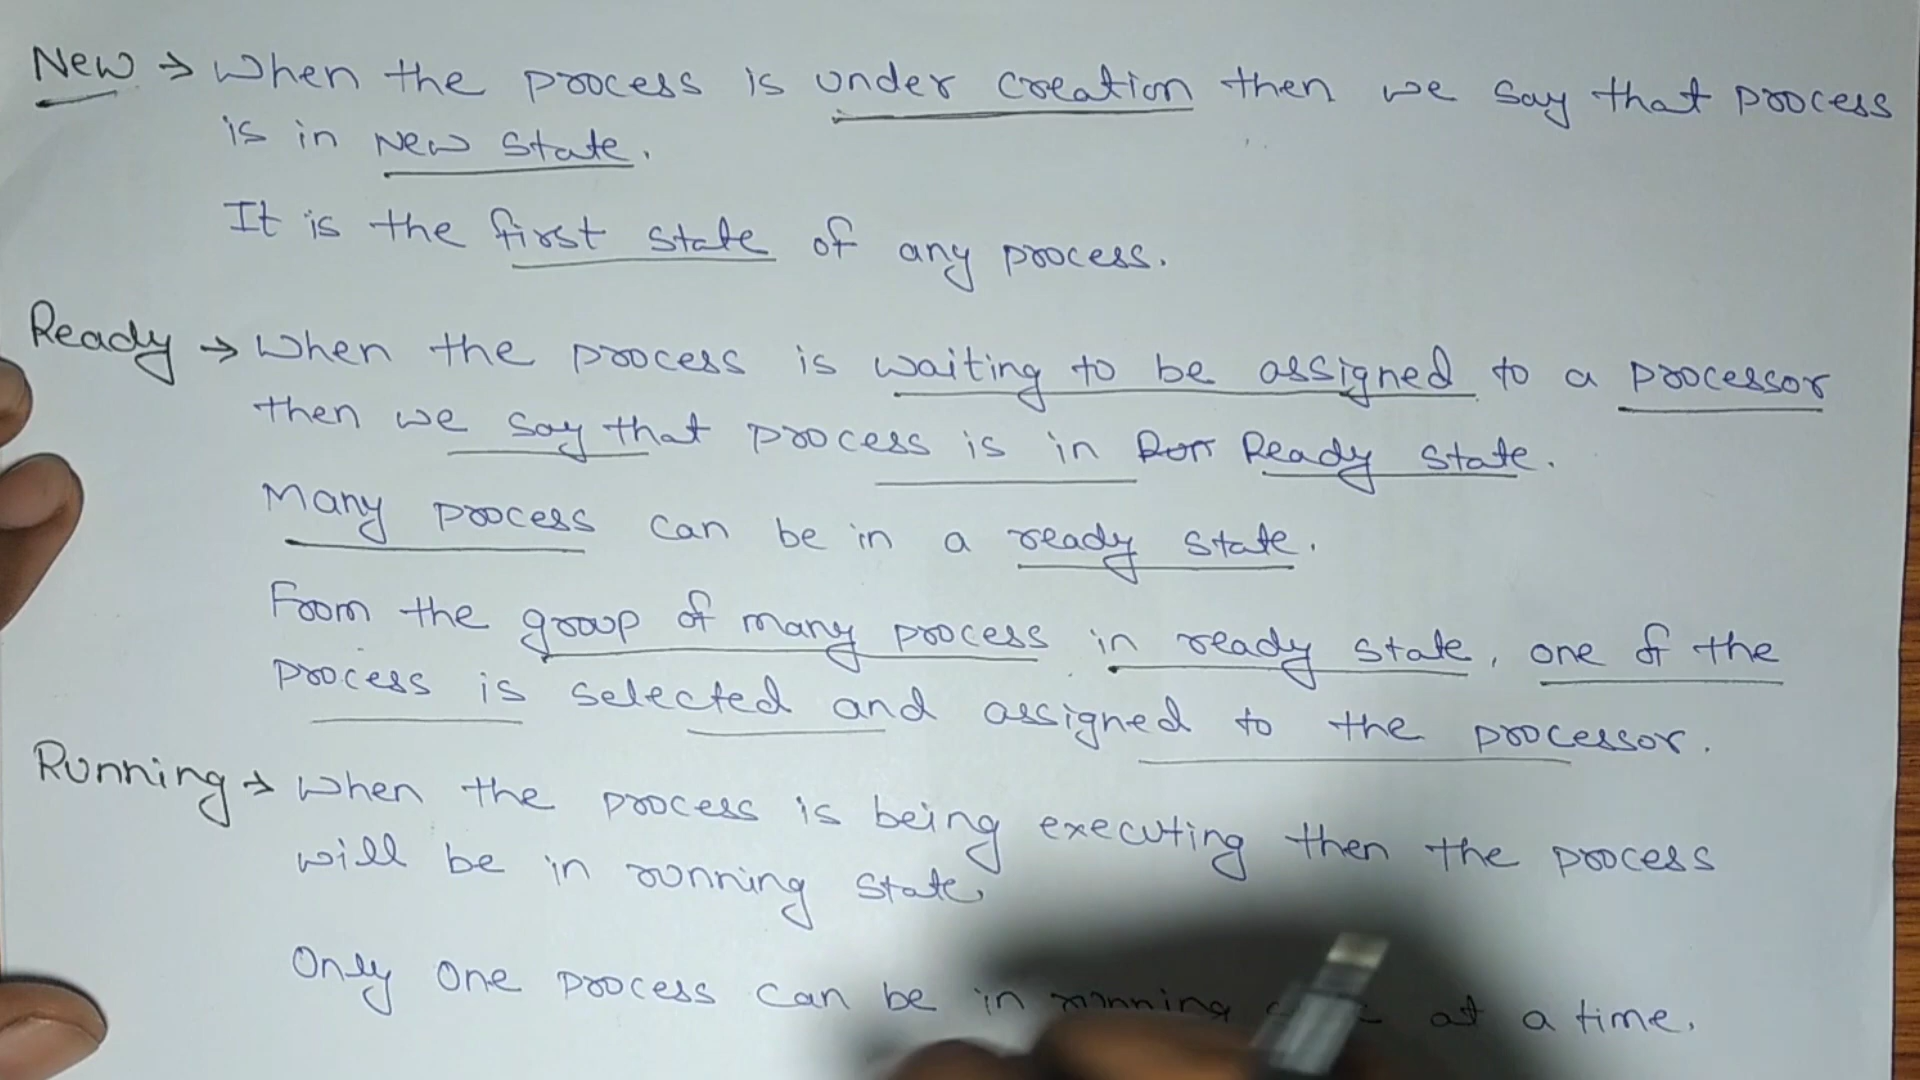 New → When the process is under creation then we say that process
is in New state.
It is the first state of any process.
Ready → When the process is waiting to be assigned to a processor
then we say that process is in Ready state.
Many process can be in a ready state.
From the group of many process in ready state, one of the
process is selected and assigned to the processor.
Running → When the process is being executing then the process
will be in running state.
Only one process can be in running at a time.